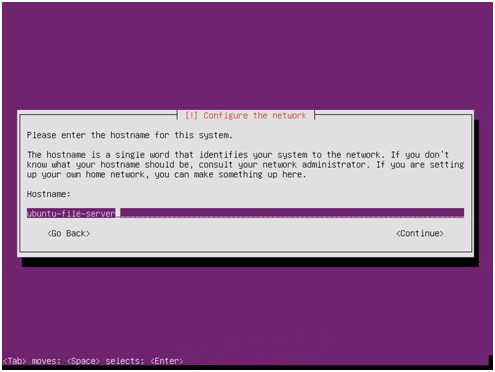 [!] Configure the network
Please enter the hostname for this system.
The hostname is a single word that identifies your system to the network. If you don't
know what your hostname should be, consult your network administrator. If you are setting
up your own home network, you can make something up here.
Hostname:
ubuntu-file-server
<Go Back> <Continue>
<Tab> moves; <Space> selects; <Enter>